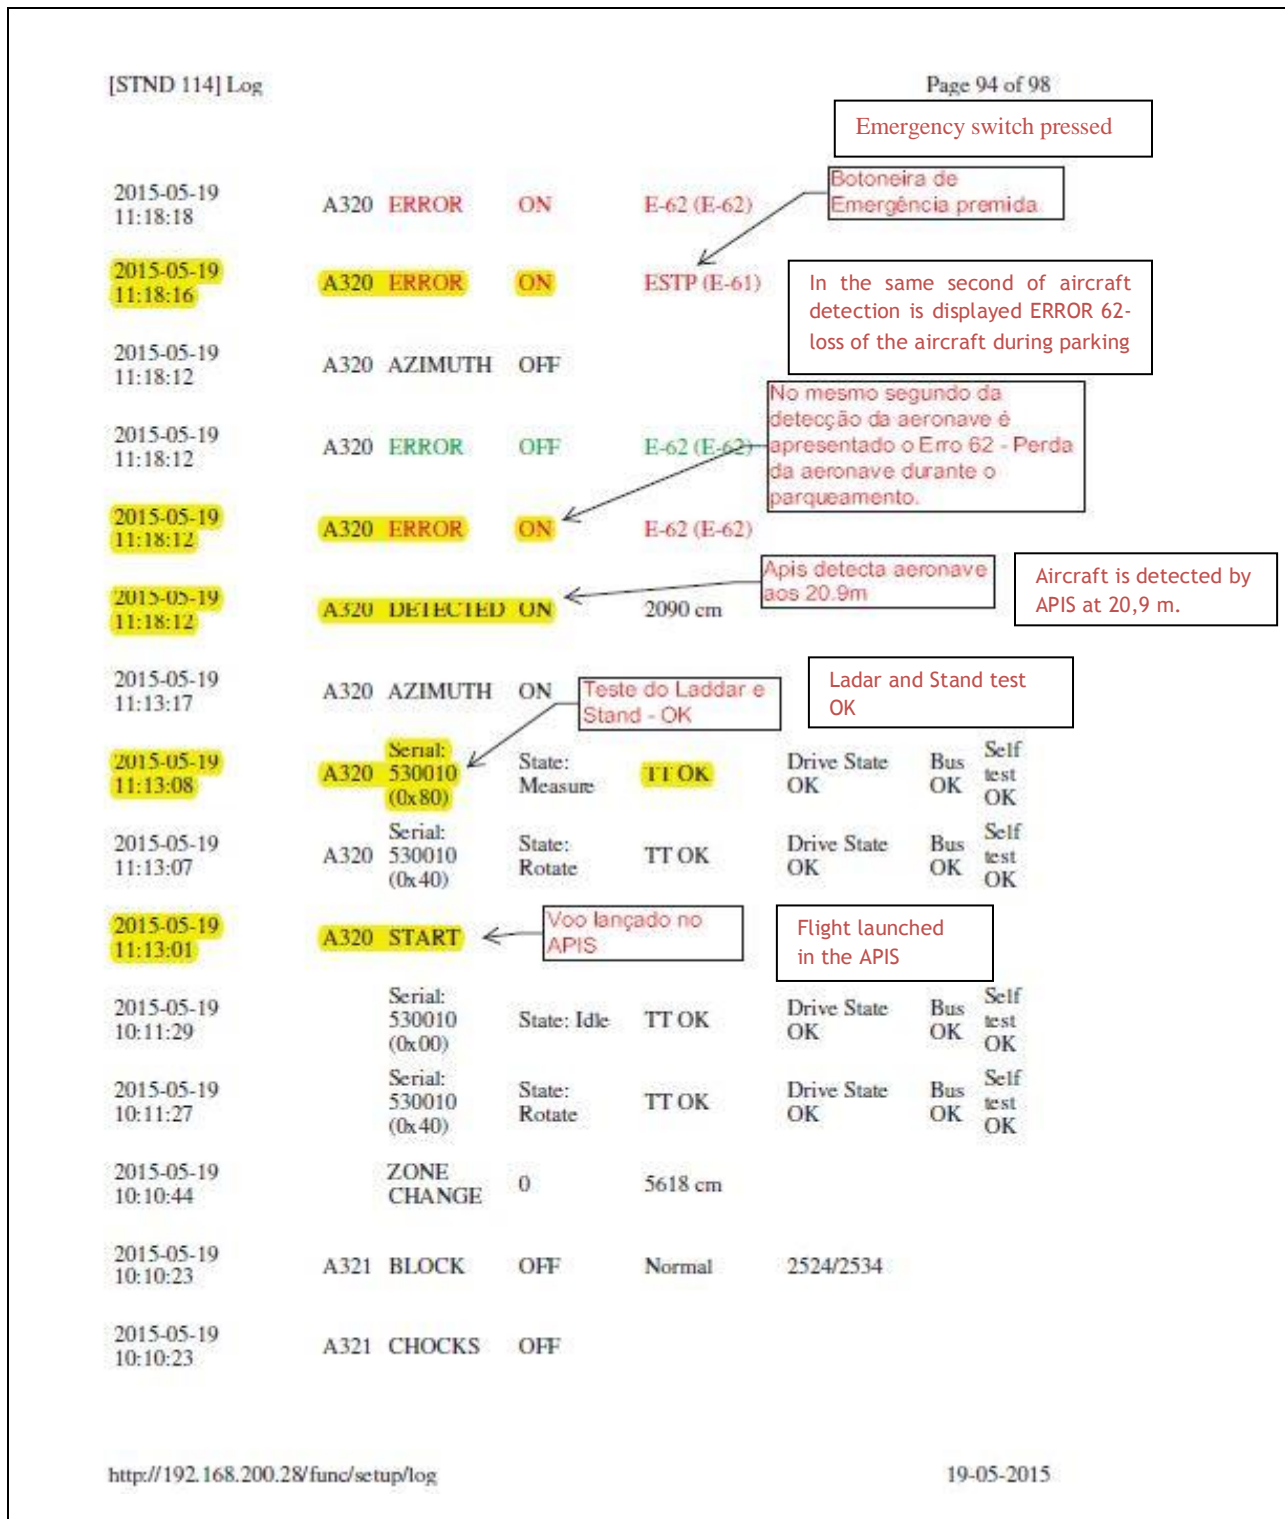 [STND 114] Log Page 94 of 98
Emergency switch pressed
Botoneira de
Emergência premida
2015-05-19
11:18:18
A320 ERROR ON E-62 (E-62)
2015-05-19
11:18:16
A320 ERROR ON ESTP (E-61)
In the same second of aircraft
detection is displayed ERROR 62-
loss of the aircraft during parking
2015-05-19
11:18:12
A320 AZIMUTH OFF
No mesmo segundo da
detecção da aeronave é
apresentado o Erro 62 - Perda
da aeronave durante o
parqueamento.
2015-05-19
11:18:12
A320 ERROR OFF E-62 (E-62)
2015-05-19
11:18:12
A320 ERROR ON E-62 (E-62)
Apis detecta aeronave
aos 20.9m
Aircraft is detected by
APIS at 20,9 m.
2015-05-19
11:18:12
A320 DETECTED ON 2090 cm
2015-05-19
11:13:17
A320 AZIMUTH ON
Teste do Laddar e
Stand - OK
Ladar and Stand test
OK
2015-05-19
11:13:08
A320
Serial:
530010
(0x80)
State:
Measure
TT OK
Drive State
OK
Bus
OK
Self
test
OK
2015-05-19
11:13:07
A320
Serial:
530010
(0x40)
State:
Rotate
TT OK
Drive State
OK
Bus
OK
Self
test
OK
2015-05-19
11:13:01
A320 START
Voo lançado no
APIS
Flight launched
in the APIS
2015-05-19
10:11:29
Serial:
530010
(0x00)
State: Idle
TT OK
Drive State
OK
Bus
OK
Self
test
OK
2015-05-19
10:11:27
Serial:
530010
(0x40)
State:
Rotate
TT OK
Drive State
OK
Bus
OK
Self
test
OK
2015-05-19
10:10:44
ZONE
CHANGE
0 5618 cm
2015-05-19
10:10:23
A321 BLOCK OFF Normal 2524/2534
2015-05-19
10:10:23
A321 CHOCKS OFF
http://192.168.200.28/func/setup/log 19-05-2015